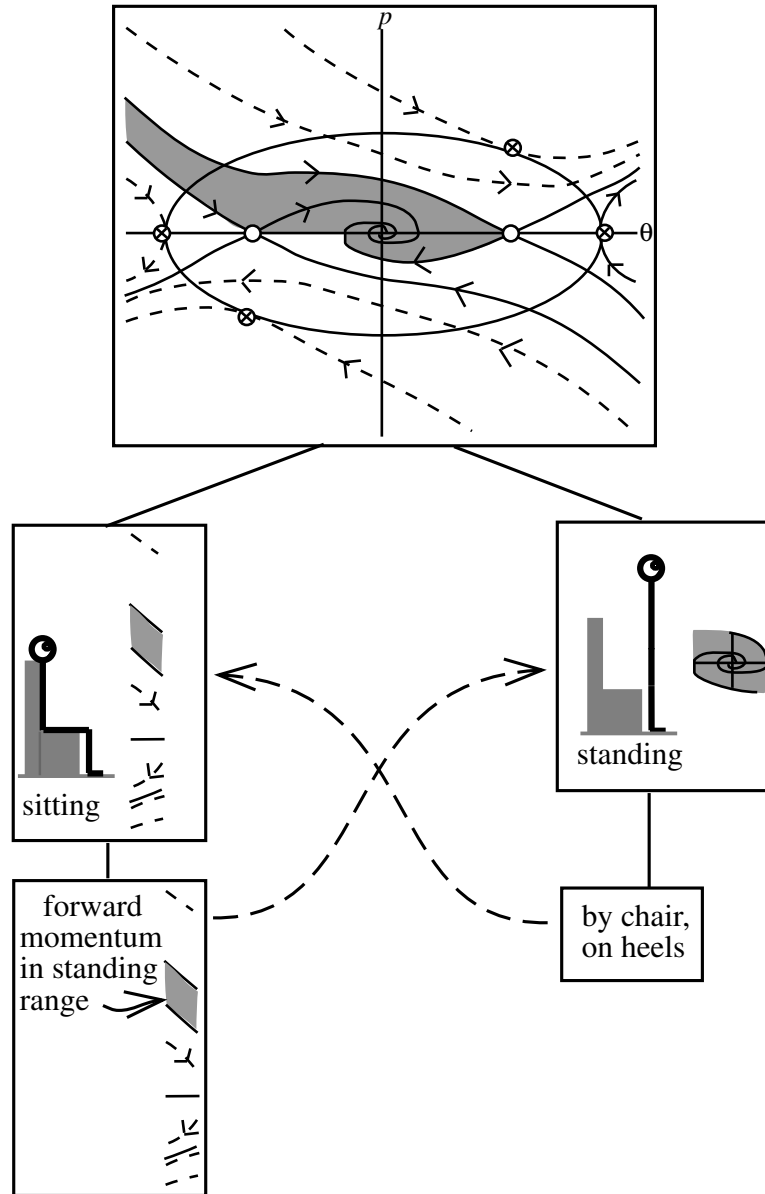 p
θ
standing
sitting
forward
momentum
in standing
range
by chair,
on heels